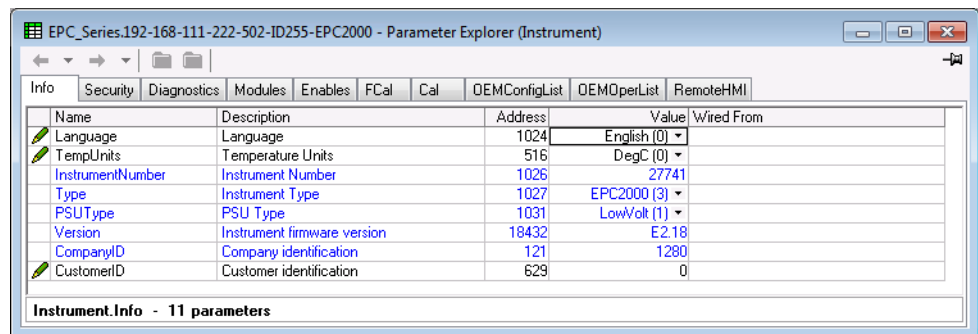 EPC_Series.192-168-111-222-502-ID255-EPC2000 - Parameter Explorer (Instrument)
Info Security Diagnostics Modules Enables FCal Cal OEMConfigList OEMOperList RemoteHMI
Name Description Address Value Wired From
Language Language 1024 English (0)
TempUnits Temperature Units 516 DegC (0)
InstrumentNumber Instrument Number 1026 27741
Type Instrument Type 1027 EPC2000 (3)
PSUType PSU Type 1031 LowVolt (1)
Version Instrument firmware version 18432 E2.18
CompanyID Company identification 121 1280
CustomerID Customer identification 629 0
Instrument.Info - 11 parameters